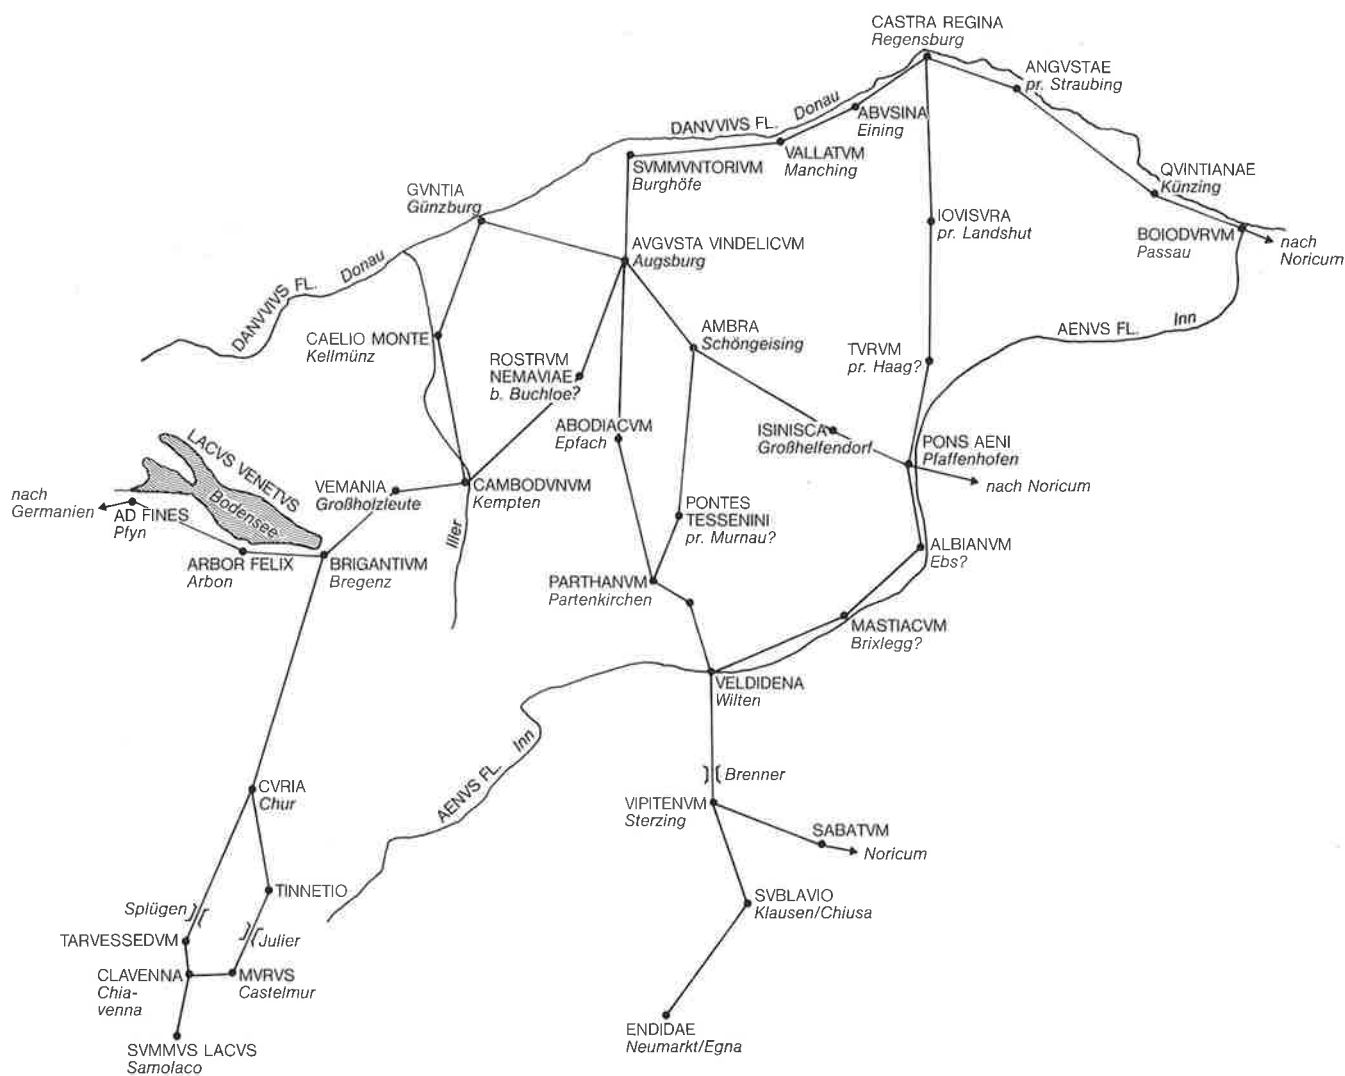 CASTRA REGINA
Regensburg
ANGVSTAE
pr. Straubing
Donau
DANVVIVS FL.
ABVSINA
Eining
VALLATVM
Manching
SVMMVNTORIVM
Burghöfe
QVINTIANAE
Künzing
GVNTIA
Günzburg
IOVISVRA
pr. Landshut
BOIODVRVM
Passau
nach
Noricum
AVGVSTA VINDELICVM
Augsburg
Donau
DANVVIVS FL.
AENVS FL.
Inn
CAELIO MONTE
Kellmünz
AMBRA
Schöngeising
TVRVM
pr. Haag?
ROSTRVM
NEMAVIAE
b. Buchloe?
ABODIACVM
Epfach
ISINISCA
Großhelfendorf
PONS AENI
Pfaffenhofen
nach Noricum
LACVS VENETVS
Bodensee
nach
Germanien
AD FINES
Pfyn
VEMANIA
Großholzleute
CAMBODVNVM
Kempten
Iller
PONTES
TESSENINI
pr. Murnau?
ARBOR FELIX
Arbon
BRIGANTIVM
Bregenz
ALBIANVM
Ebs?
PARTHANVM
Partenkirchen
MASTIACVM
Brixlegg?
VELDIDENA
Wilten
AENVS FL.
Inn
Brenner
CVRIA
Chur
VIPITENVM
Sterzing
SABATVM
Noricum
TINNETIO
SVBLAVIO
Klausen/Chiusa
Splügen
Julier
TARVESSEDVM
CLAVENNA
Chia-
venna
MVRVS
Castelmur
ENDIDAE
Neumarkt/Egna
SVMMVS LACVS
Samolaco